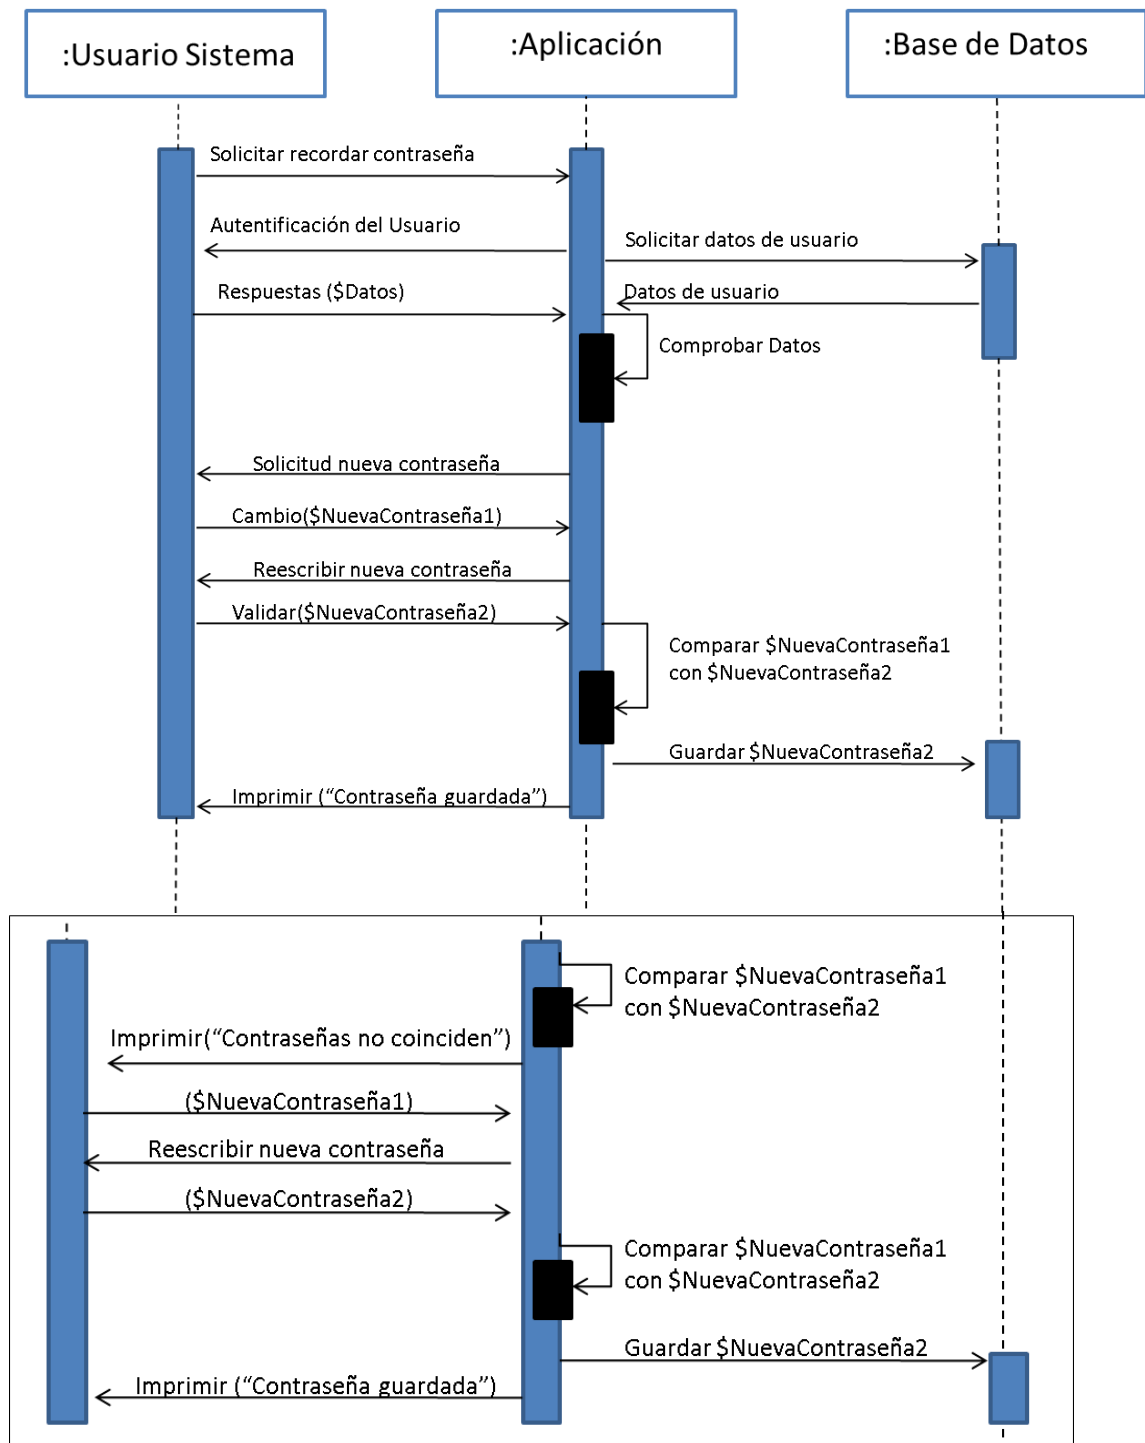 :Usuario Sistema
:Aplicación
:Base de Datos
Solicitar recordar contraseña
Autentificación del Usuario
Solicitar datos de usuario
Respuestas ($Datos)
Datos de usuario
Comprobar Datos
Solicitud nueva contraseña
Cambio($NuevaContraseña1)
Reescribir nueva contraseña
Validar($NuevaContraseña2)
Comparar $NuevaContraseña1
con $NuevaContraseña2
Guardar $NuevaContraseña2
Imprimir (“Contraseña guardada”)
Comparar $NuevaContraseña1
con $NuevaContraseña2
Imprimir(“Contraseñas no coinciden”)
($NuevaContraseña1)
Reescribir nueva contraseña
($NuevaContraseña2)
Comparar $NuevaContraseña1
con $NuevaContraseña2
Guardar $NuevaContraseña2
Imprimir (“Contraseña guardada”)